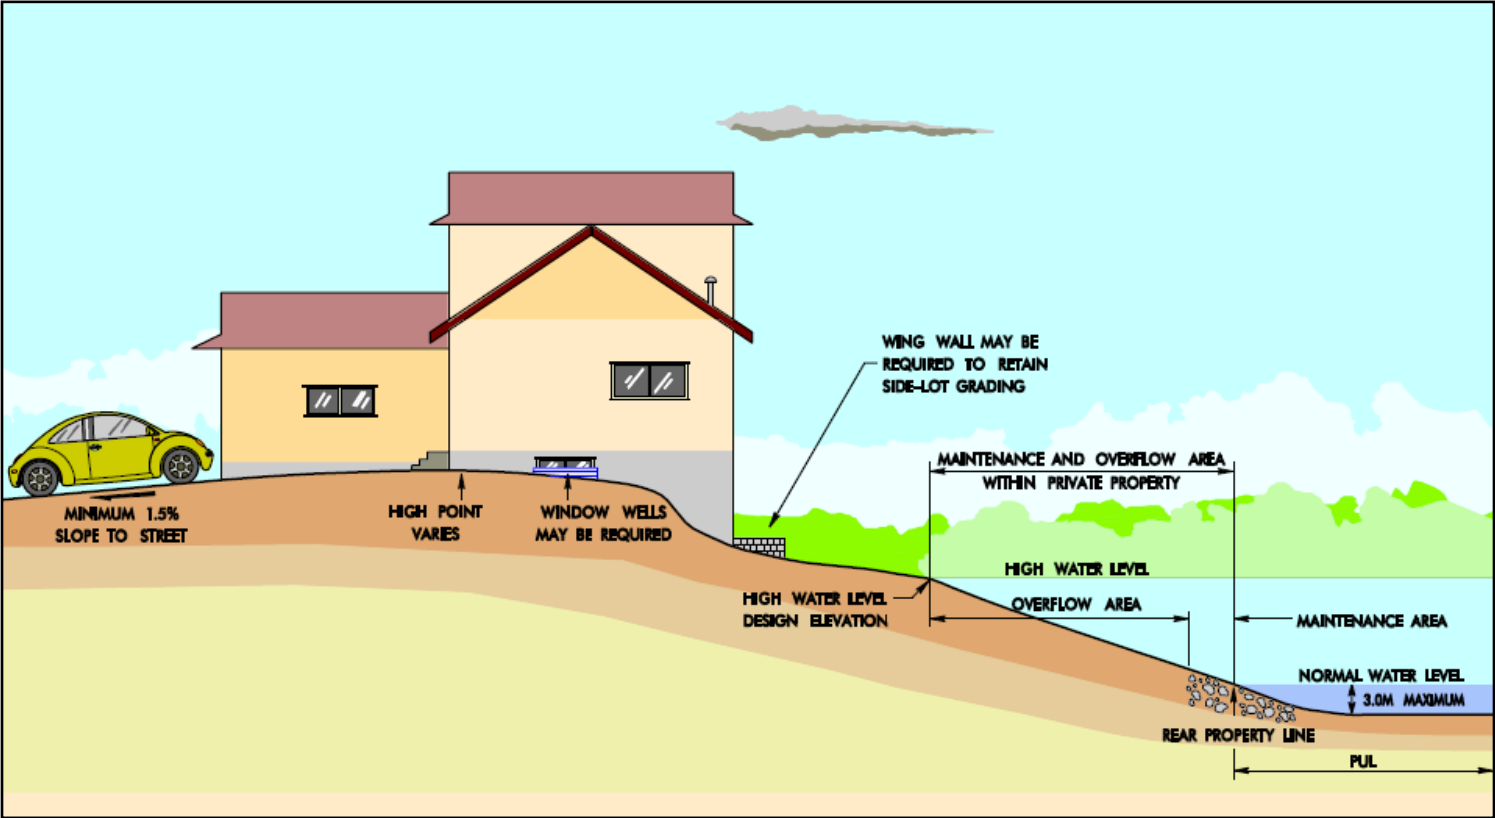 WING WALL MAY BE
REQUIRED TO RETAIN
SIDE-LOT GRADING
MAINTENANCE AND OVERFLOW AREA
WITHIN PRIVATE PROPERTY
MINIMUM 1.5%
SLOPE TO STREET
HIGH POINT
VARIES
WINDOW WELLS
MAY BE REQUIRED
HIGH WATER LEVEL
HIGH WATER LEVEL
DESIGN ELEVATION
OVERFLOW AREA
MAINTENANCE AREA
NORMAL WATER LEVEL
3.0M MAXIMUM
REAR PROPERTY LINE
PUL